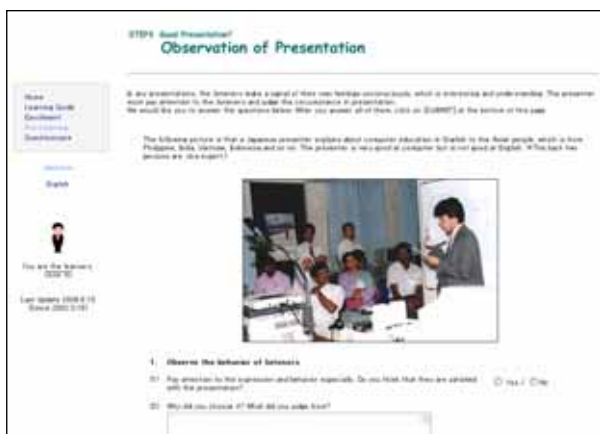 STEP4 Good Presentation?
Observation of Presentation
Home
Learning Guide
Enrollment
Pre-Learning
Questionnaire
English
In any presentations, the listeners make a signal of their own feelings unconsciously, which is interesting and understanding. The presenter
must pay attention to the listeners and judge the circumstance in presentation.
We would like you to answer the questions below. When you answer all of them, click on [SUBMIT] at the bottom of this page.
The following picture is that a Japanese presenter explains about computer education in English to the Asian people, which is from
Philippine, India, Vietnam, Indonesia and so on. The presenter is very good at computer but is not good at English.
persons are
You are the
Last Update
1. Observe the behavior of listeners
(1) Pay attention to the expression and behavior especially. Do you think that they are satisfied
with the presentation?
Yes / No
(2) Why did you choose it? What did you judge from?